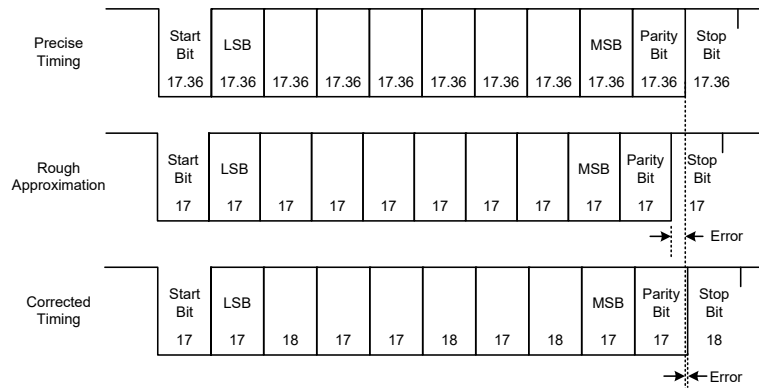 Precise
Timing
Start
Bit
LSB
MSB
Parity
Bit
Stop
Bit
17.36 17.36 17.36 17.36 17.36 17.36 17.36 17.36 17.36 17.36 17.36
Rough
Approximation
Start
Bit
LSB
MSB
Parity
Bit
Stop
Bit
17 17 17 17 17 17 17 17 17 17 17
Error
Corrected
Timing
Start
Bit
LSB
MSB
Parity
Bit
Stop
Bit
17 17 18 17 17 18 17 18 17 17 18
Error